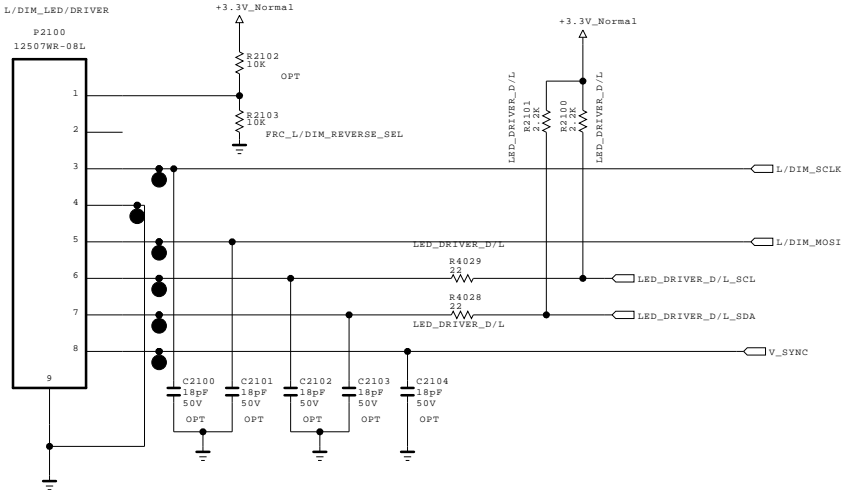 L/DIM_LED/DRIVER
P2100
12507WR-08L
1
2
3
4
5
6
7
8
9
+3.3V_Normal
R2102
10K
OPT
R2103
10K
FRC_L/DIM_REVERSE_SEL
+3.3V_Normal
LED_DRIVER_D/L
R2101
2.2K
R2100
2.2K
LED_DRIVER_D/L
L/DIM_SCLK
L/DIM_MOSI
LED_DRIVER_D/L
R4029
22
LED_DRIVER_D/L_SCL
R4028
22
LED_DRIVER_D/L
LED_DRIVER_D/L_SDA
V_SYNC
C2100
18pF
50V
OPT
C2101
18pF
50V
OPT
C2102
18pF
50V
OPT
C2103
18pF
50V
OPT
C2104
18pF
50V
OPT